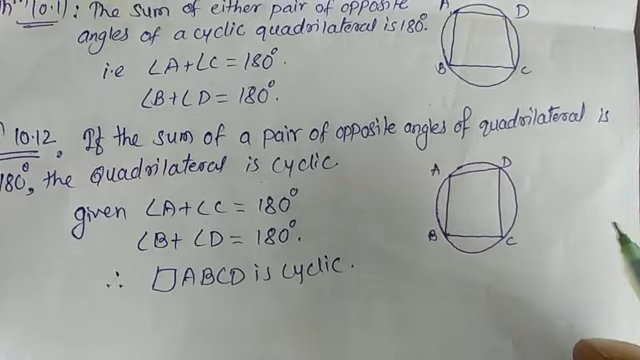 10.1) : The sum of either pair of opposite
angles of a cyclic quadrilateral is 180°.
i.e ∠A+∠C = 180°.
∠B+∠D = 180°.
A
D
B
C
10.12. If the sum of a pair of opposite angles of quadrilateral is
180°, the Quadrilateral is cyclic
given ∠A+∠C = 180°
∠B+ ∠D = 180°.
∴ □ABCD is cyclic.
A
D
B
C